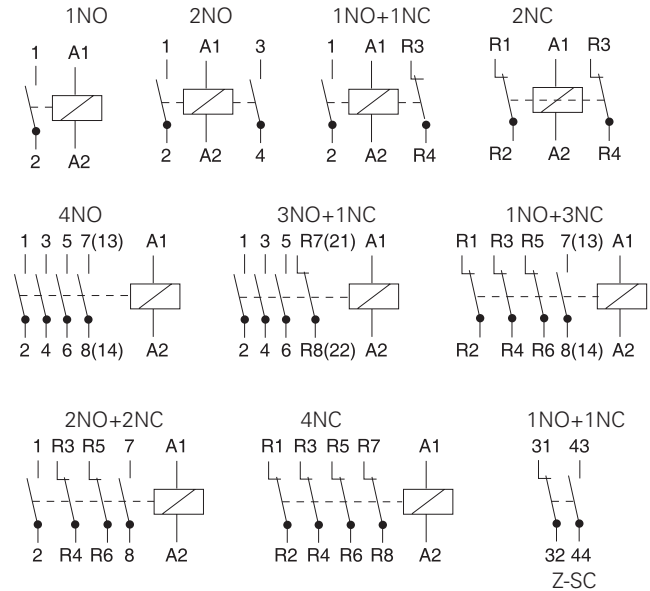 1NO 2NO 1NO+1NC 2NC
1 A1 1 A1 3 1 A1 R3 R1 A1 R3
2 A2 2 A2 4 2 A2 R4 R2 A2 R4
4NO 3NO+1NC 1NO+3NC
1 3 5 7(13) A1 1 3 5 R7(21) A1 R1 R3 R5 7(13) A1
2 4 6 8(14) A2 2 4 6 R8(22) A2 R2 R4 R6 8(14) A2
2NO+2NC 4NC 1NO+1NC
1 R3 R5 7 A1 R1 R3 R5 R7 A1 31 43
2 R4 R6 8 A2 R2 R4 R6 R8 A2 32 44
Z-SC